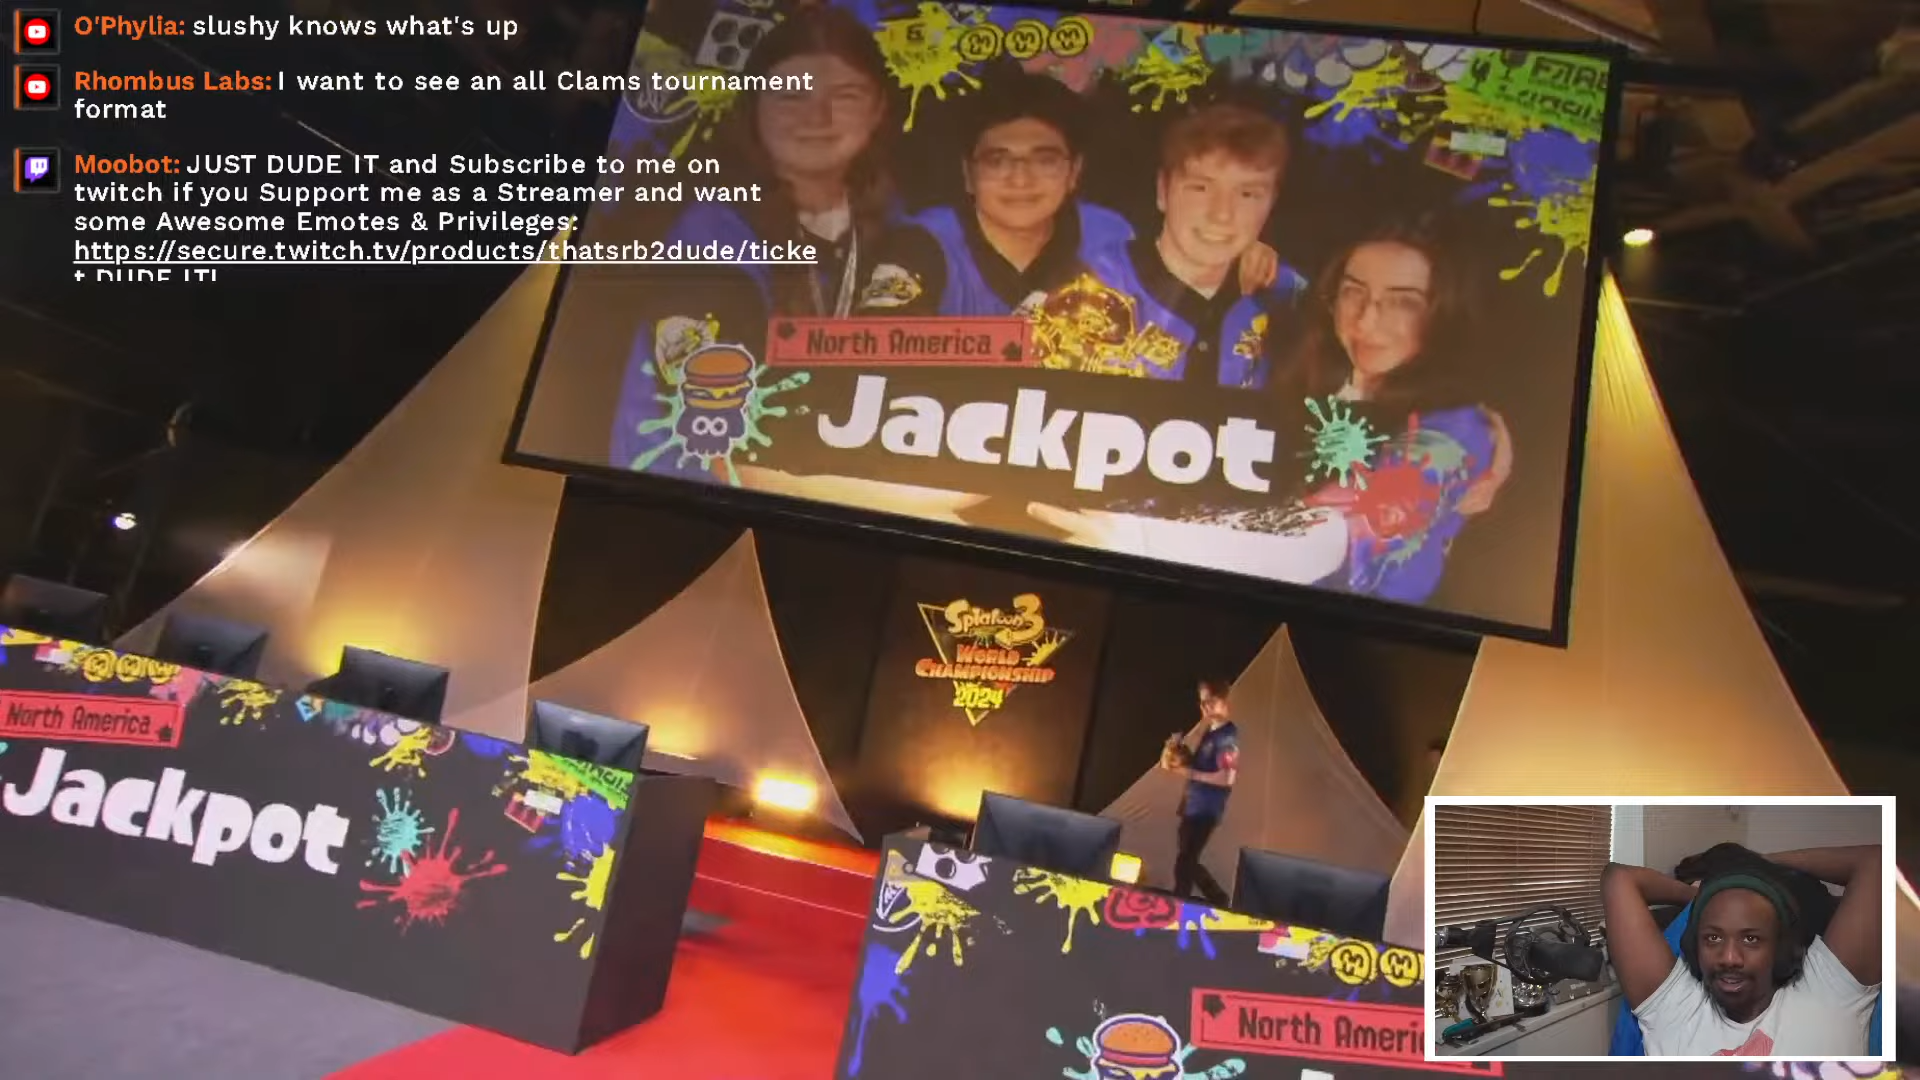 O'Phylia: slushy knows what's up
Rhombus Labs: I want to see an all Clams tournament
format
Moobot: JUST DUDE IT and Subscribe to me on
twitch if you Support me as a Streamer and want
some Awesome Emotes & Privileges:
https://secure.twitch.tv/products/thatsrb2dude/ticke
t DUDE IT!
North America
Jackpot
Splatoon 3
World
Championship
2024
North America
Jackpot
North Ameri